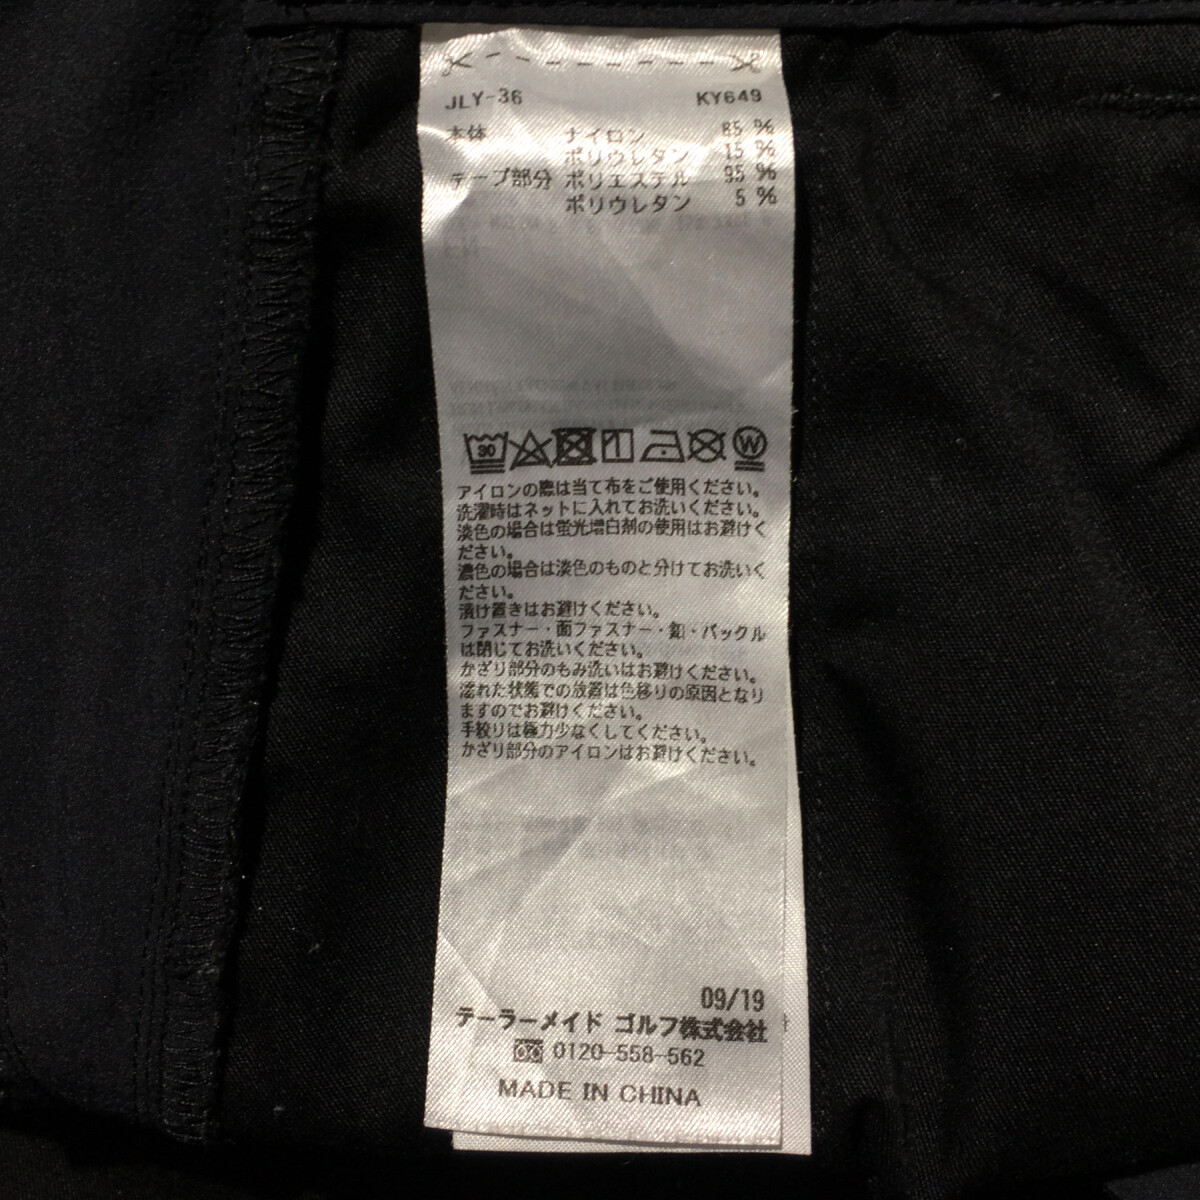 JLY-36 KY649
本体 ナイロン 85 %
ポリウレタン 15 %
テープ部分 ポリエステル 95 %
ポリウレタン 5 %
30 W
アイロンの際は当て布をご使用ください。
洗濯時はネットに入れてお洗いください。
淡色の場合は蛍光増白剤の使用はお避けく
ださい。
濃色の場合は淡色のものと分けてお洗いく
ださい。
漬け置きはお避けください。
ファスナー・面ファスナー・釦・バックル
は閉じてお洗いください。
かざり部分のもみ洗いはお避けください。
濡れた状態での放置は色移りの原因となり
ますのでお避けください。
手絞りは極力少なくしてください。
かざり部分のアイロンはお避けください。
09/19
テーラーメイド ゴルフ株式会社
0120-558-562
MADE IN CHINA